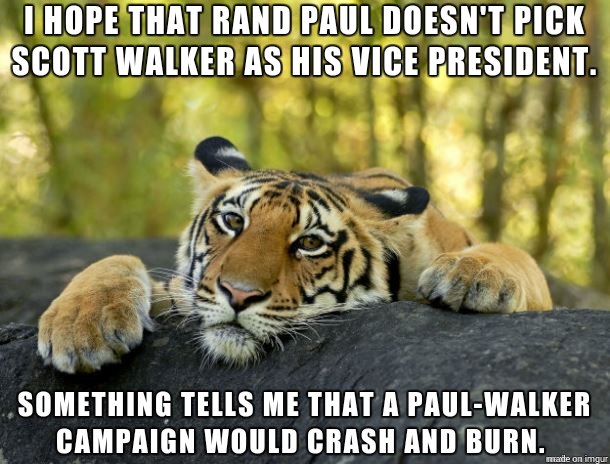 I HOPE THAT RAND PAUL DOESN'T PICK
SCOTT WALKER AS HIS VICE PRESIDENT.
SOMETHING TELLS ME THAT A PAUL-WALKER
CAMPAIGN WOULD CRASH AND BURN.
made on imgur